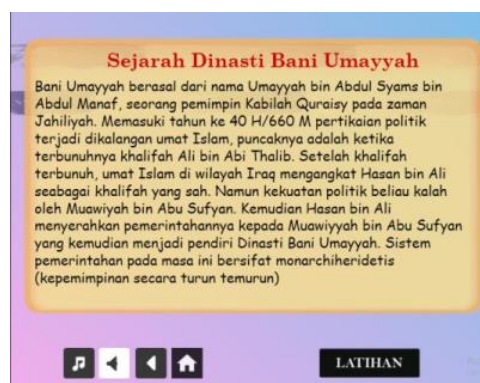 Sejarah Dinasti Bani Umayyah
Bani Umayyah berasal dari nama Umayyah bin Abdul Syams bin
Abdul Manaf, seorang pemimpin Kabilah Quraisy pada zaman
Jahiliyah. Memasuki tahun ke 40 H/660 M pertikaian politik
terjadi dikalangan umat Islam, puncaknya adalah ketika
terbunuhnya khalifah Ali bin Abi Thalib. Setelah khalifah
terbunuh, umat Islam di wilayah Iraq mengangkat Hasan bin Ali
seabagai khalifah yang sah. Namun kekuatan politik beliau kalah
oleh Muawiyah bin Abu Sufyan. Kemudian Hasan bin Ali
menyerahkan pemerintahannya kepada Muawiyyah bin Abu Sufyan
yang kemudian menjadi pendiri Dinasti Bani Umayyah. Sistem
pemerintahan pada masa ini bersifat monarchiheridetis
(kepemimpinan secara turun temurun)
LATIHAN